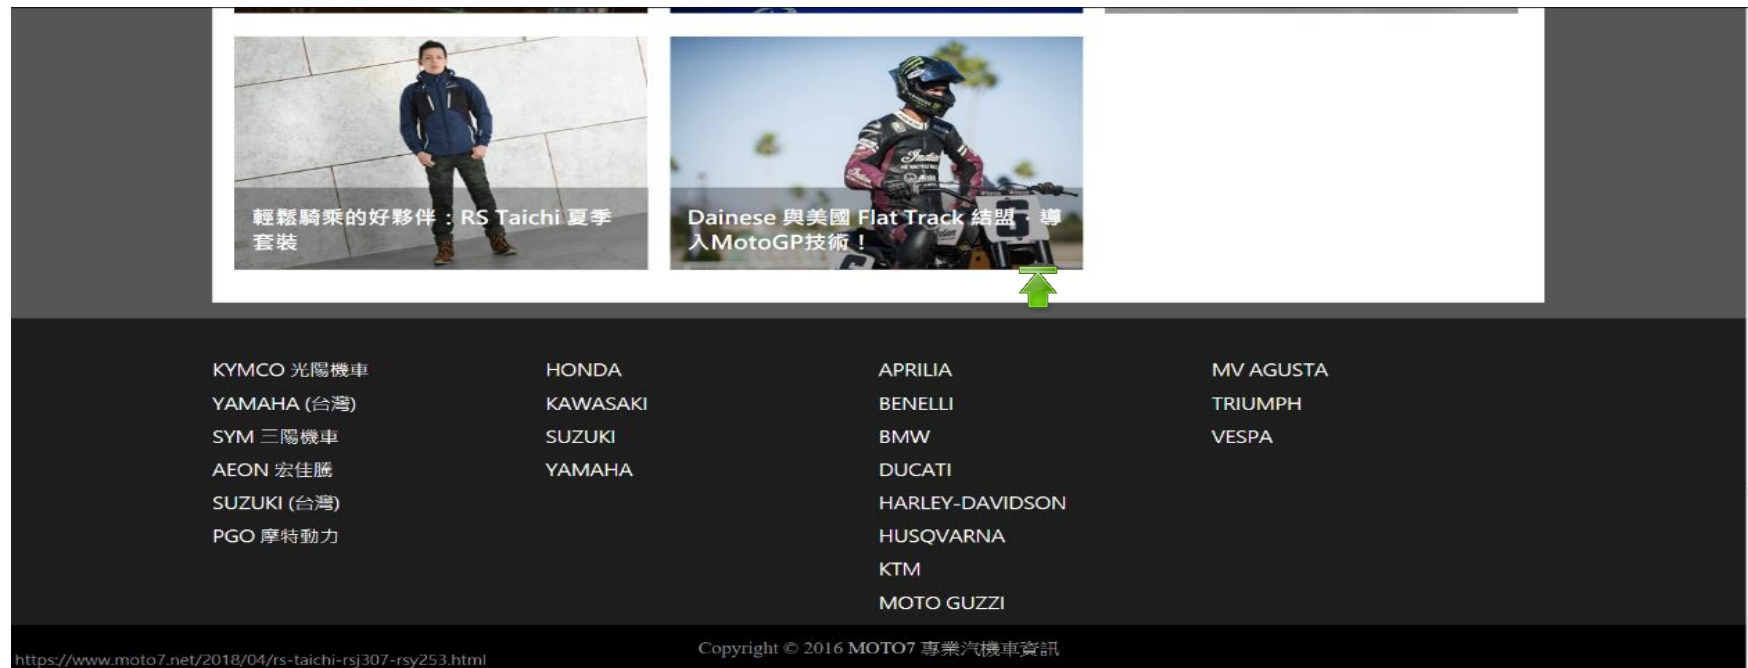 輕鬆騎乘的好夥伴：RS Taichi 夏季
套裝
Dainese 與美國 Flat Track 結盟，導
入MotoGP技術！
KYMCO 光陽機車
YAMAHA (台灣)
SYM 三陽機車
AEON 宏佳騰
SUZUKI (台灣)
PGO 摩特動力
HONDA
KAWASAKI
SUZUKI
YAMAHA
APRILIA
BENELLI
BMW
DUCATI
HARLEY-DAVIDSON
HUSQVARNA
KTM
MOTO GUZZI
MV AGUSTA
TRIUMPH
VESPA
Copyright © 2016 MOTO7 專業汽機車資訊
https://www.moto7.net/2018/04/rs-taichi-rsj307-rsy253.html